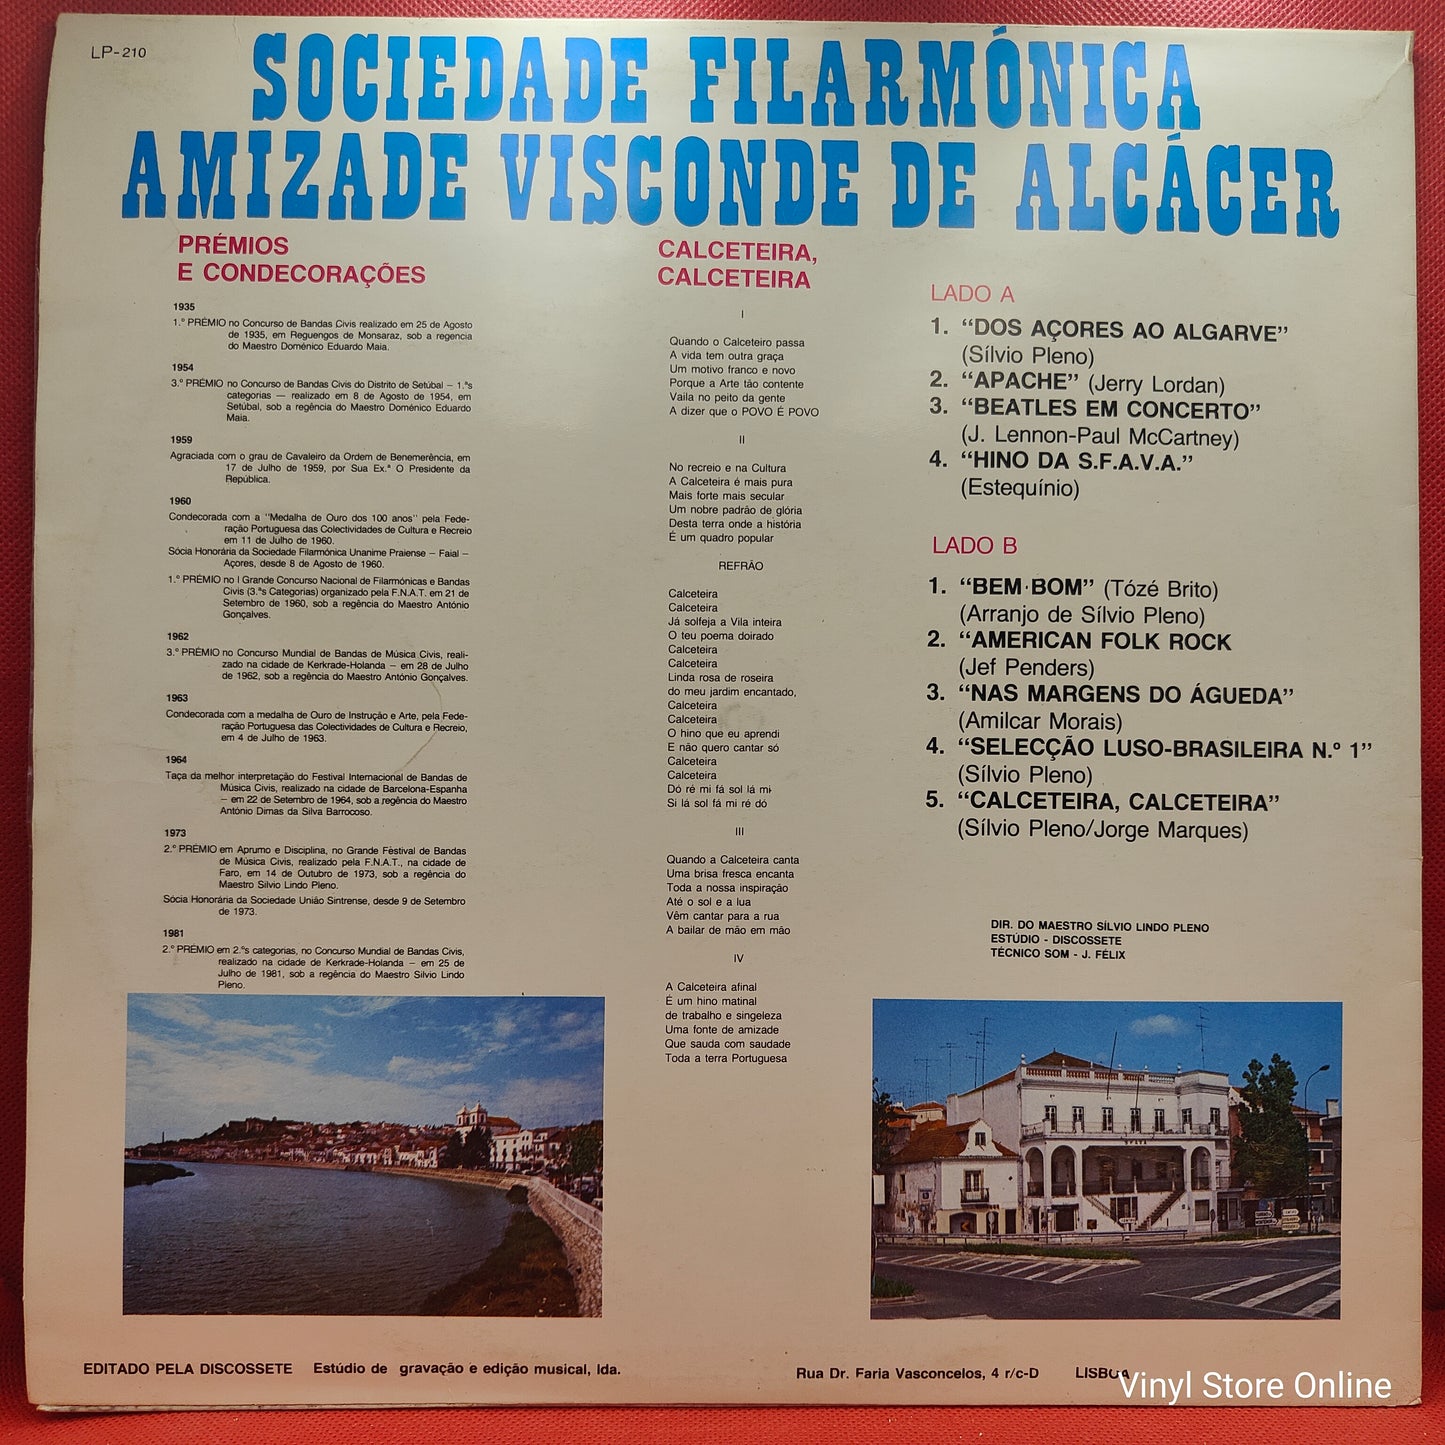 LP-210
SOCIEDADE FILARMÓNICA
AMIZADE VISCONDE DE ALCÁCER
PRÉMIOS
E CONDECORAÇÕES
1935
1.º PRÉMIO no Concurso de Bandas Civis realizado em 25 de Agosto
de 1935, em Reguengos de Monsaraz, sob a regencia
do Maestro Doménico Eduardo Maia.
1954
3.º PRÉMIO no Concurso de Bandas Civis do Distrito de Setúbal — 1.ªs
categorias — realizado em 8 de Agosto de 1954, em
Setúbal, sob a regência do Maestro Doménico Eduardo
Maia.
1959
Agraciada com o grau de Cavaleiro da Ordem de Benemerência, em
17 de Julho de 1959, por Sua Ex.ª O Presidente da
República.
1960
Condecorada com a "Medalha de Ouro dos 100 anos" pela Fede-
ração Portuguesa das Colectividades de Cultura e Recreio
em 11 de Julho de 1960.
Sócia Honorária da Sociedade Filarmónica Unanime Praiense — Faial —
Açores, desde 8 de Agosto de 1960.
1.º PRÉMIO no I Grande Concurso Nacional de Filarmónicas e Bandas
Civis (3.ªs Categorias) organizado pela F.N.A.T. em 21 de
Setembro de 1960, sob a regência do Maestro António
Gonçalves.
1962
3.º PRÉMIO no Concurso Mundial de Bandas de Música Civis, reali-
zado na cidade de Kerkrade-Holanda — em 28 de Julho
de 1962, sob a regência do Maestro António Gonçalves.
1963
Condecorada com a medalha de Ouro de Instrução e Arte, pela Fede-
ração Portuguesa das Colectividades de Cultura e Recreio,
em 4 de Julho de 1963.
1964
Taça da melhor interpretação do Festival Internacional de Bandas de
Música Civis, realizado na cidade de Barcelona-Espanha
— em 22 de Setembro de 1964, sob a regência do Maestro
António Dimas da Silva Barrocoso.
1973
2.º PRÉMIO em Aprumo e Disciplina, no Grande Fèstival de Bandas
de Música Civis, realizado pela F.N.A.T., na cidade de
Faro, em 14 de Outubro de 1973, sob a regência do
Maestro Silvio Lindo Pleno.
Sócia Honorária da Sociedade União Sintrense, desde 9 de Setembro
de 1973.
1981
2.º PRÉMIO em 2.ªs categorias, no Concurso Mundial de Bandas Civis,
realizado na cidade de Kerkrade-Holanda — em 25 de
Julho de 1981, sob a regência do Maestro Silvio Lindo
Pleno.
CALCETEIRA,
CALCETEIRA
I
Quando o Calceteiro passa
A vida tem outra graça
Um motivo franco e novo
Porque a Arte tão contente
Vaila no peito da gente
A dizer que o POVO É POVO
II
No recreio e na Cultura
A Calceteira é mais pura
Mais forte mais secular
Um nobre padrão de glória
Desta terra onde a história
É um quadro popular
REFRÃO
Calceteira
Calceteira
Já solfeja a Vila inteira
O teu poema doirado
Calceteira
Calceteira
Linda rosa de roseira
do meu jardim encantado,
Calceteira
Calceteira
O hino que eu aprendi
E não quero cantar só
Calceteira
Calceteira
Dó ré mi fá sol lá mi
Si lá sol fá mi ré dó
III
Quando a Calceteira canta
Uma brisa fresca encanta
Toda a nossa inspiração
Até o sol e a lua
Vêm cantar para a rua
A bailar de mão em mão
IV
A Calceteira afinal
É um hino matinal
de trabalho e singeleza
Uma fonte de amizade
Que sauda com saudade
Toda a terra Portuguesa
LADO A
1. "DOS AÇORES AO ALGARVE"
(Sílvio Pleno)
2. "APACHE" (Jerry Lordan)
3. "BEATLES EM CONCERTO"
(J. Lennon-Paul McCartney)
4. "HINO DA S.F.A.V.A."
(Estequínio)
LADO B
1. "BEM·BOM" (Tózé Brito)
(Arranjo de Sílvio Pleno)
2. "AMERICAN FOLK ROCK
(Jef Penders)
3. "NAS MARGENS DO ÁGUEDA"
(Amilcar Morais)
4. "SELECÇÃO LUSO-BRASILEIRA N.º 1"
(Sílvio Pleno)
5. "CALCETEIRA, CALCETEIRA"
(Sílvio Pleno/Jorge Marques)
DIR. DO MAESTRO SÍLVIO LINDO PLENO
ESTÚDIO - DISCOSSETE
TÉCNICO SOM - J. FÉLIX
EDITADO PELA DISCOSSETE Estúdio de gravação e edição musical, lda.
Rua Dr. Faria Vasconcelos, 4 r/c-D LISBOA
Vinyl Store Online